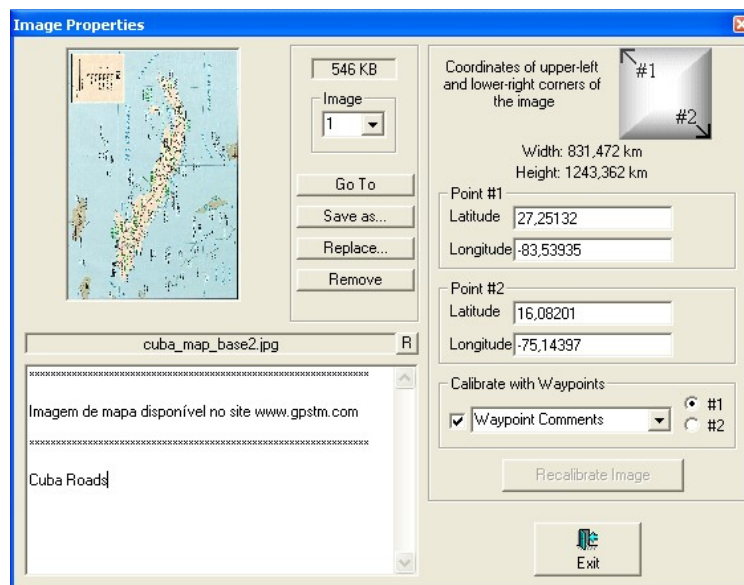 Image Properties
546 KB
Image
1
Go To
Save as...
Replace...
Remove
cuba_map_base2.jpg
R
××××××××××××××××××××××××××××××××××××××××××××××××××××××××××××××××
Imagem de mapa disponível no site www.gpstm.com
××××××××××××××××××××××××××××××××××××××××××××××××××××××××××××××××
Cuba Roads
Coordinates of upper-left
and lower-right corners of
the image
#1
#2
Width: 831,472 km
Height: 1243,362 km
Point #1
Latitude 27,25132
Longitude -83,53935
Point #2
Latitude 16,08201
Longitude -75,14397
Calibrate with Waypoints
Waypoint Comments
#1
#2
Recalibrate Image
Exit